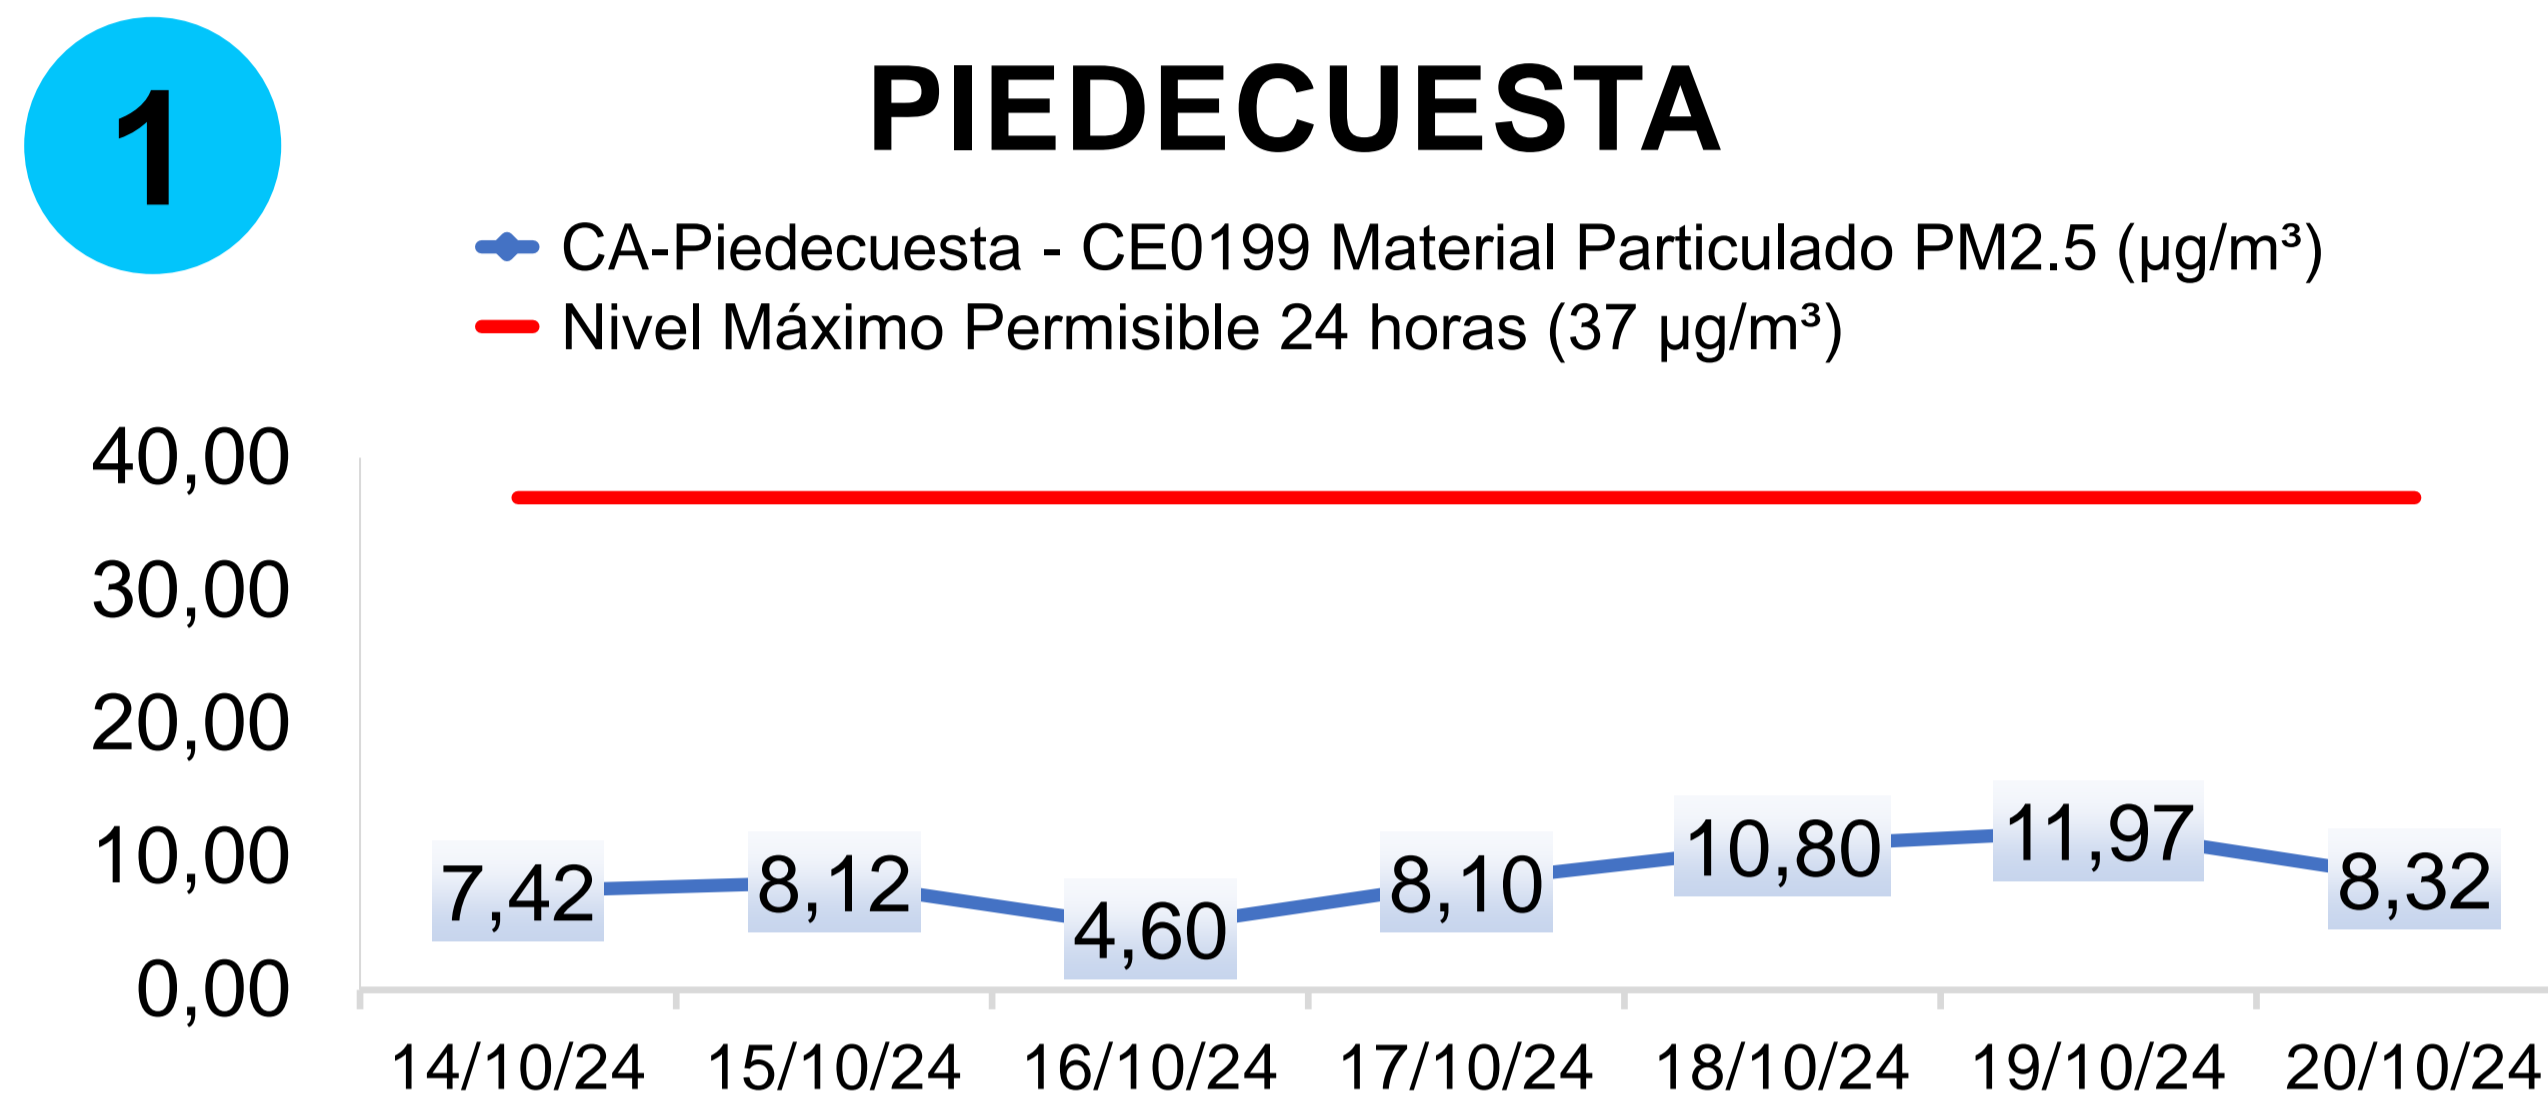 1
PIEDECUESTA
CA-Piedecuesta - CE0199 Material Particulado PM2.5 (µg/m³)
Nivel Máximo Permisible 24 horas (37 µg/m³)
40,00
30,00
20,00
10,00
0,00
7,42 8,12 4,60 8,10 10,80 11,97 8,32
14/10/24 15/10/24 16/10/24 17/10/24 18/10/24 19/10/24 20/10/24